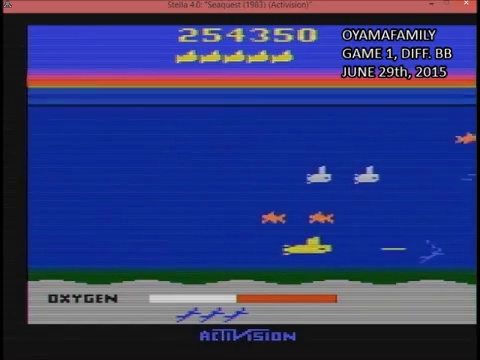 Stella 4.0: "Seaquest (1983) (Activision)"
254350
OYAMAFAMILY
GAME 1, DIFF. BB
JUNE 29th, 2015
OXYGEN
ACTIVISION